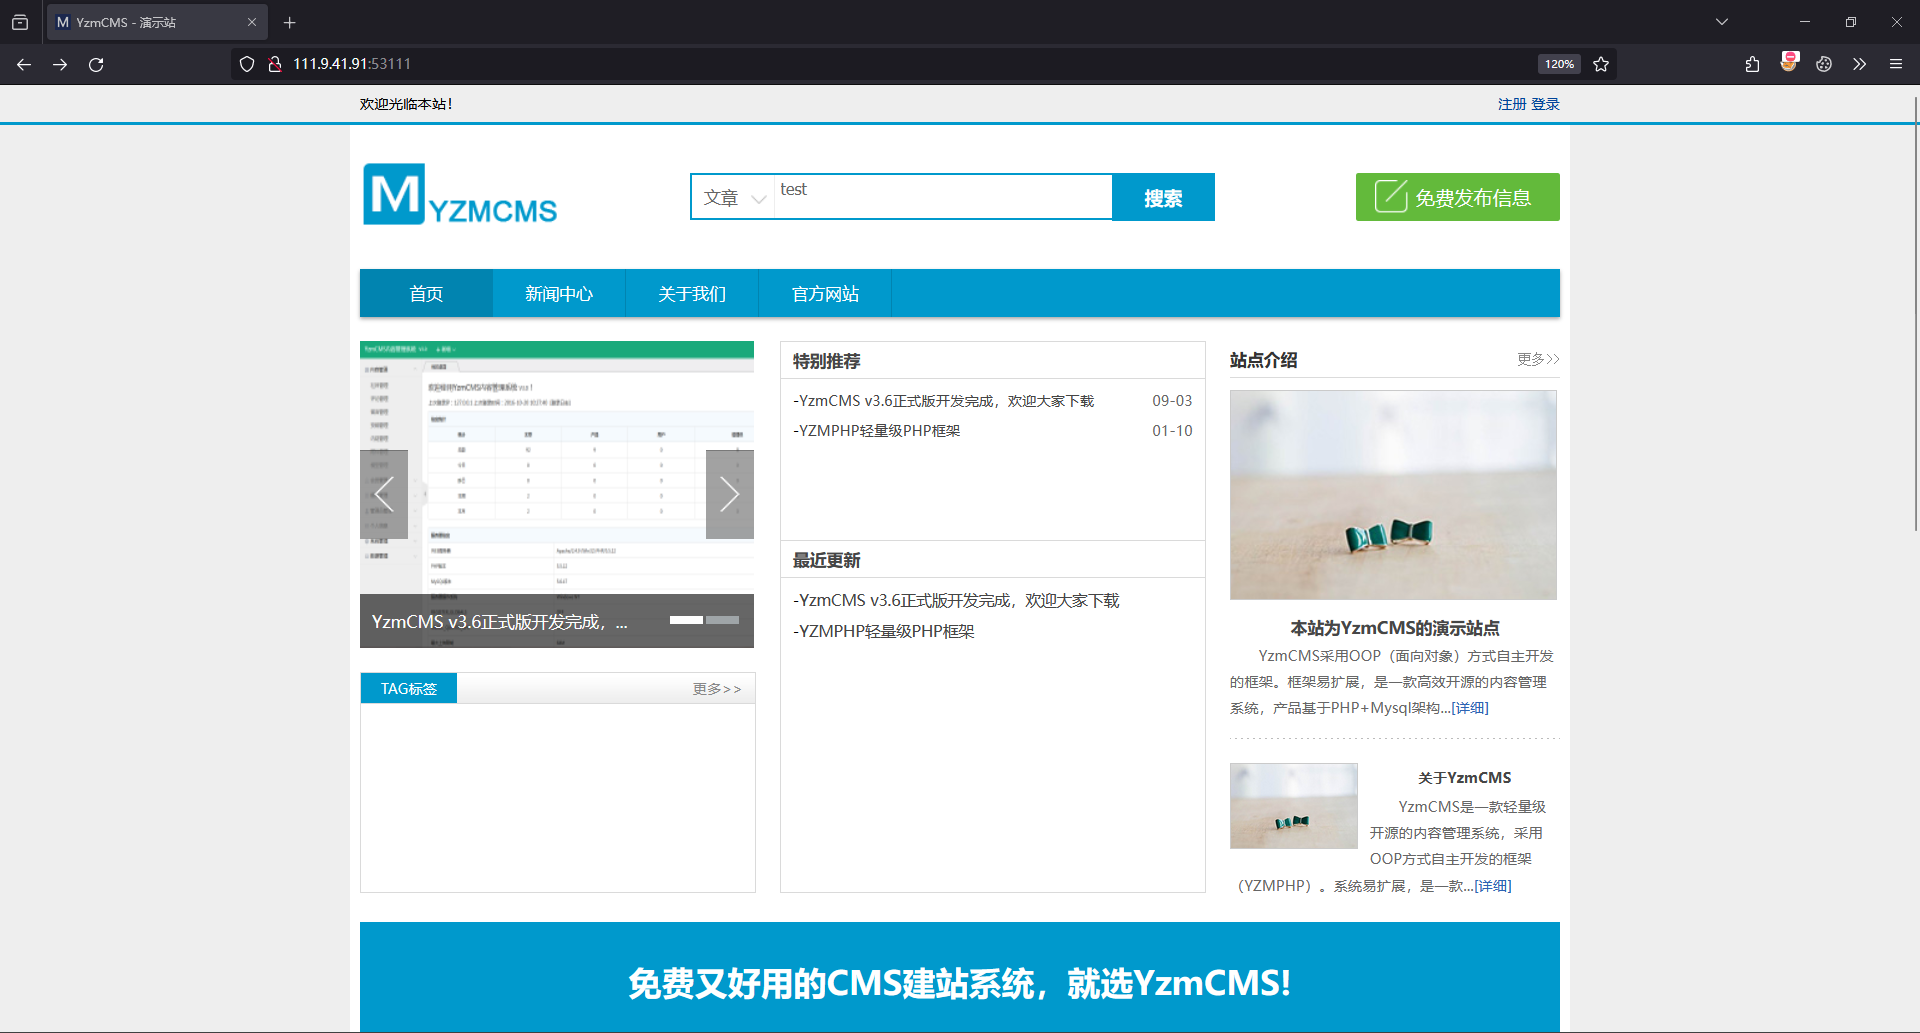 YzmCMS - 演示站
111.9.41.91:53111
120%
欢迎光临本站！
注册 登录
M YZMCMS
文章
test
搜索
免费发布信息
首页
新闻中心
关于我们
官方网站
YzmCMS v3.6正式版开发完成，...
TAG标签
更多>>
特别推荐
-YzmCMS v3.6正式版开发完成，欢迎大家下载 09-03
-YZMPHP轻量级PHP框架 01-10
最近更新
-YzmCMS v3.6正式版开发完成，欢迎大家下载
-YZMPHP轻量级PHP框架
站点介绍
更多>>
本站为YzmCMS的演示站点
YzmCMS采用OOP（面向对象）方式自主开发
的框架。框架易扩展，是一款高效开源的内容管理
系统，产品基于PHP+Mysql架构...[详细]
关于YzmCMS
YzmCMS是一款轻量级
开源的内容管理系统，采用
OOP方式自主开发的框架
（YZMPHP）。系统易扩展，是一款...[详细]
免费又好用的CMS建站系统，就选YzmCMS!